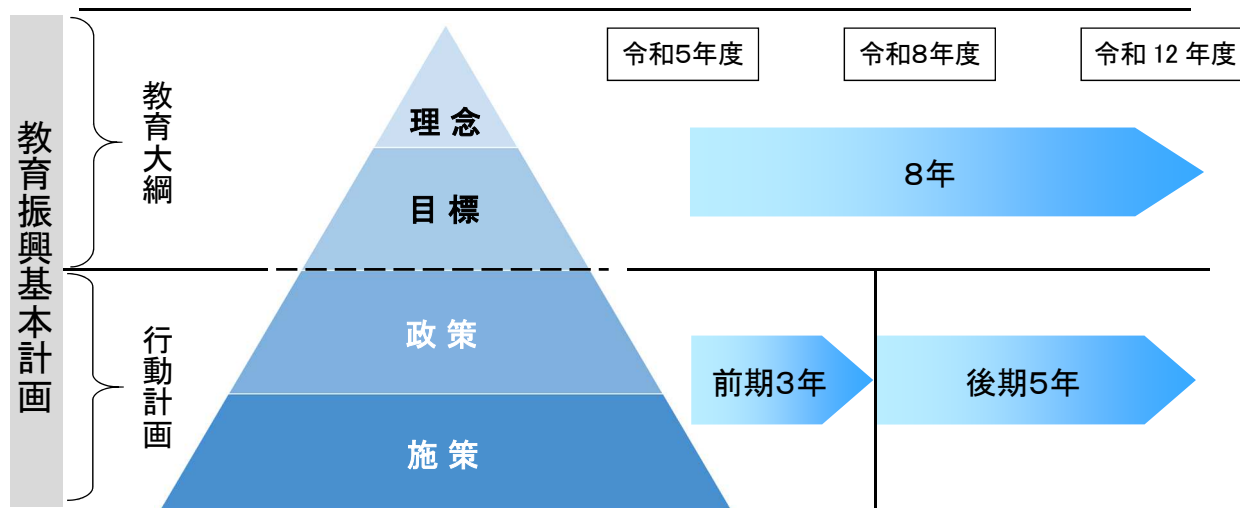 教育振興基本計画
教育大綱
行動計画
理念
目標
政策
施策
令和5年度
令和8年度
令和12年度
8年
前期3年
後期5年